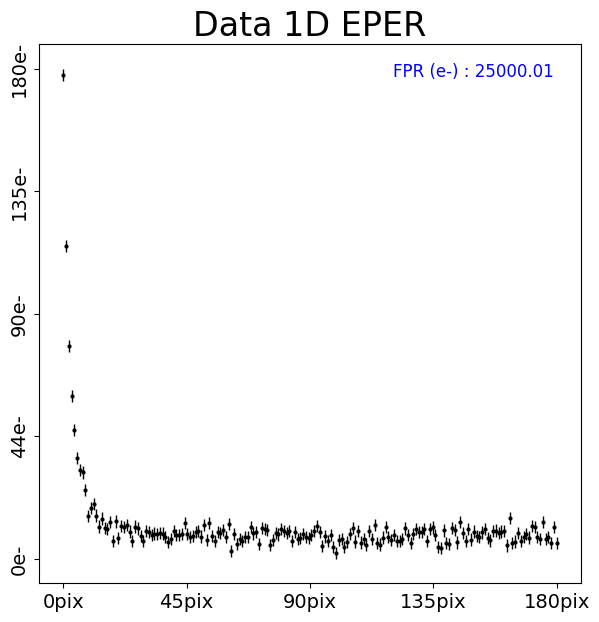 Data 1D EPER
FPR (e-) : 25000.01
180e-
135e-
90e-
44e-
0e-
0pix 45pix 90pix 135pix 180pix